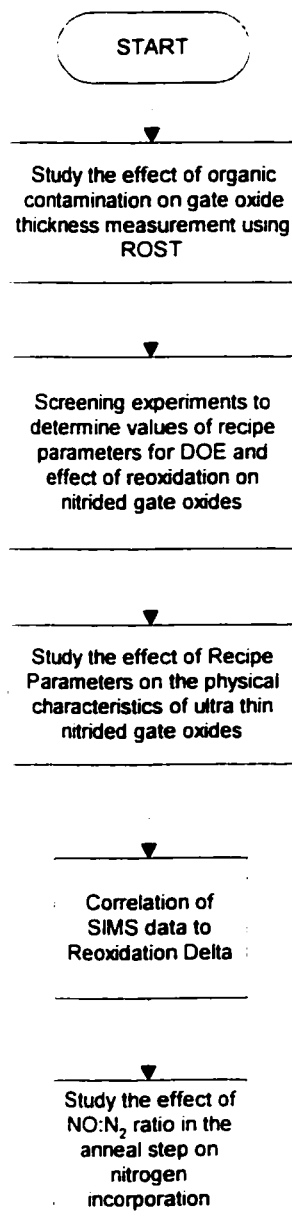 START
Study the effect of organic
contamination on gate oxide
thickness measurement using
ROST
Screening experiments to
determine values of recipe
parameters for DOE and
effect of reoxidation on
nitrided gate oxides
Study the effect of Recipe
Parameters on the physical
characteristics of ultra thin
nitrided gate oxides
Correlation of
SIMS data to
Reoxidation Delta
Study the effect of
NO:N₂ ratio in the
anneal step on
nitrogen
incorporation